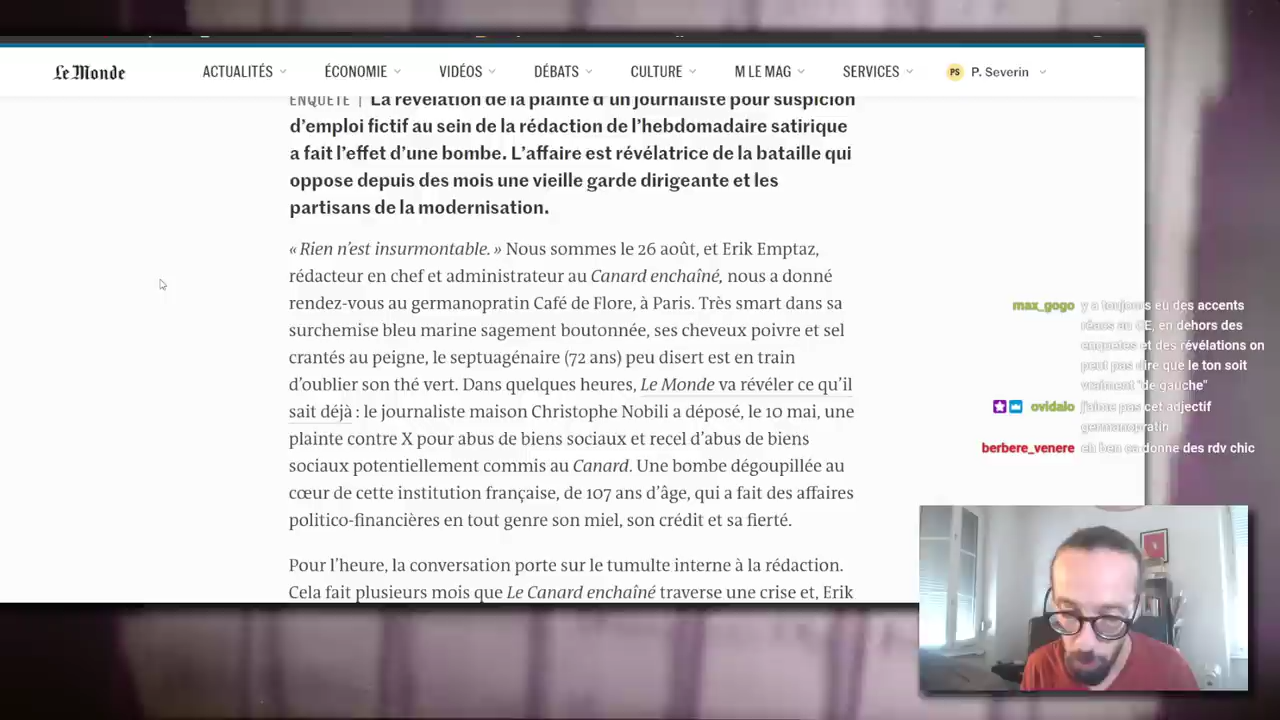 Le Monde
ACTUALITÉS
ÉCONOMIE
VIDÉOS
DÉBATS
CULTURE
M LE MAG
SERVICES
PS
P. Severin
ENQUÊTE | La révélation de la plainte d'un journaliste pour suspicion
d'emploi fictif au sein de la rédaction de l'hebdomadaire satirique
a fait l'effet d'une bombe. L'affaire est révélatrice de la bataille qui
oppose depuis des mois une vieille garde dirigeante et les
partisans de la modernisation.
« Rien n'est insurmontable. » Nous sommes le 26 août, et Erik Emptaz,
rédacteur en chef et administrateur au Canard enchaîné, nous a donné
rendez-vous au germanopratin Café de Flore, à Paris. Très smart dans sa
surchemise bleu marine sagement boutonnée, ses cheveux poivre et sel
crantés au peigne, le septuagénaire (72 ans) peu disert est en train
d'oublier son thé vert. Dans quelques heures, Le Monde va révéler ce qu'il
sait déjà : le journaliste maison Christophe Nobili a déposé, le 10 mai, une
plainte contre X pour abus de biens sociaux et recel d'abus de biens
sociaux potentiellement commis au Canard. Une bombe dégoupillée au
cœur de cette institution française, de 107 ans d'âge, qui a fait des affaires
politico-financières en tout genre son miel, son crédit et sa fierté.
Pour l'heure, la conversation porte sur le tumulte interne à la rédaction.
Cela fait plusieurs mois que Le Canard enchaîné traverse une crise et, Erik
max_gogo y a toujours eu des accents
réacs au CE, en dehors des
enquêtes et des révélations on
peut pas dire que le ton soit
vraiment "de gauche"
ovidalo j'aime pas cet adjectif
germanopratin
berbere_venere eh ben ça donne des rdv chic